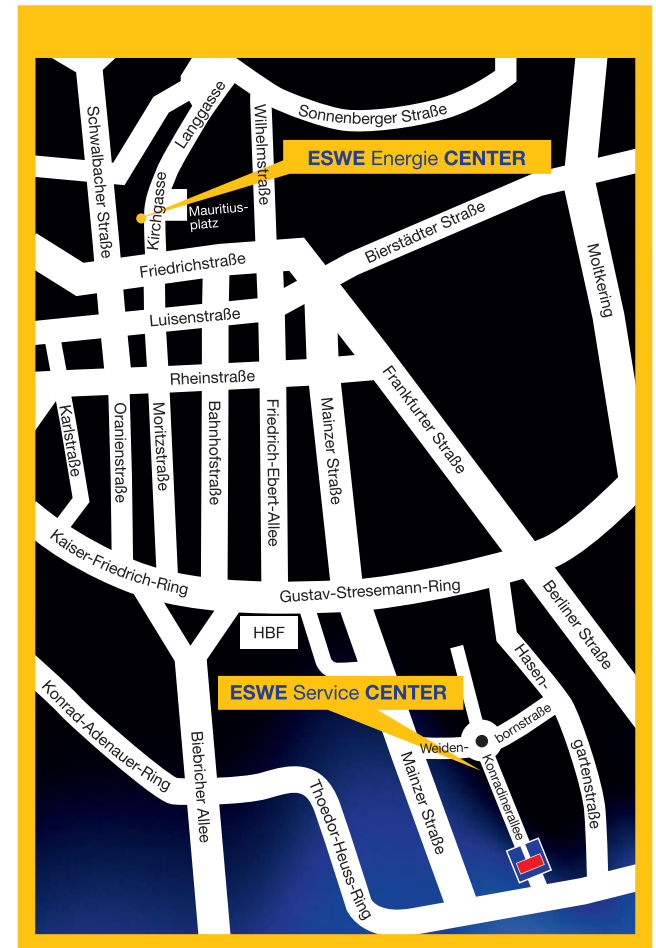 Schwalbacher Straße
Langgasse
Wilhelmstraße
Sonnenberger Straße
ESWE Energie CENTER
Kirchgasse
Mauritius-
platz
Bierstädter Straße
Moltkering
Friedrichstraße
Luisenstraße
Rheinstraße
Frankfurter Straße
Karlstraße
Oranienstraße
Moritzstraße
Bahnhofstraße
Friedrich-Ebert-Allee
Mainzer Straße
Kaiser-Friedrich-Ring
Gustav-Stresemann-Ring
Berliner Straße
HBF
Hasen-
gartenstraße
ESWE Service CENTER
Konrad-Adenauer-Ring
Biebricher Allee
Weiden-
bornstraße
Konradinerallee
Mainzer Straße
Thoedor-Heuss-Ring